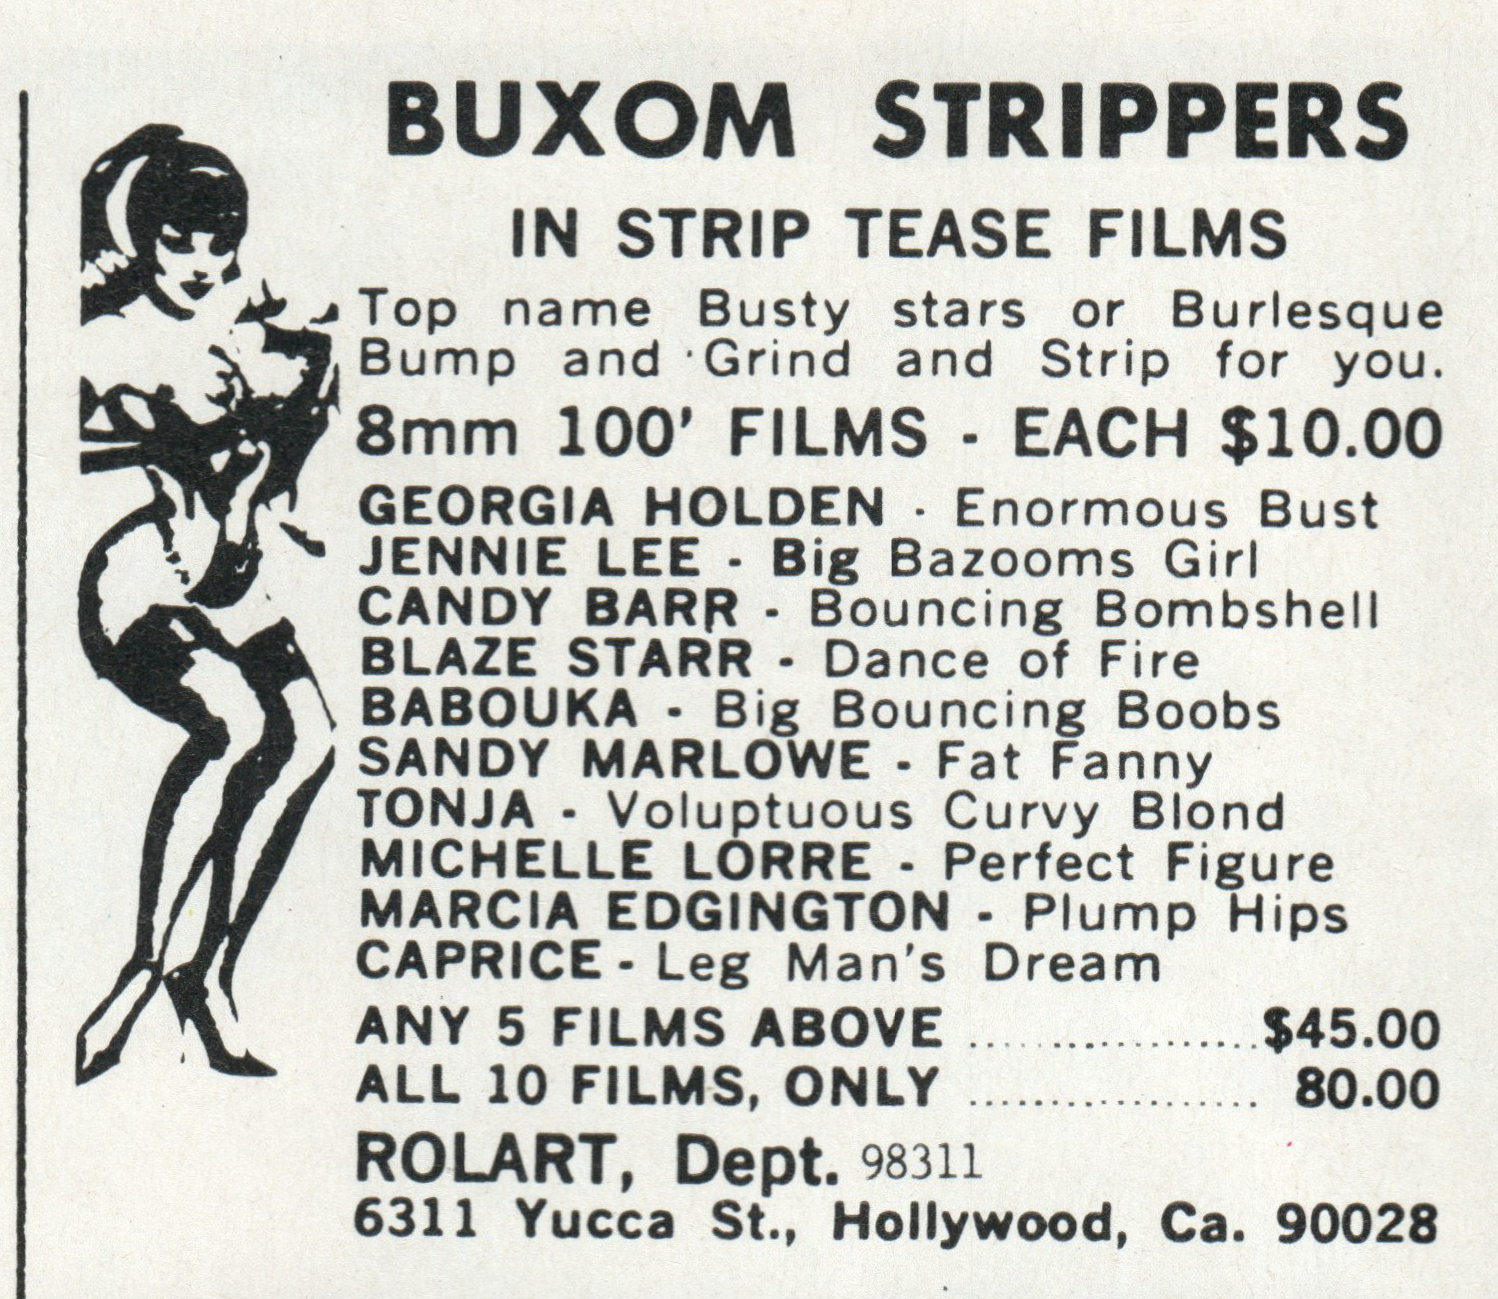 BUXOM STRIPPERS
IN STRIP TEASE FILMS
Top name Busty stars or Burlesque
Bump and Grind and Strip for you.
8mm 100' FILMS - EACH $10.00
GEORGIA HOLDEN - Enormous Bust
JENNIE LEE - Big Bazooms Girl
CANDY BARR - Bouncing Bombshell
BLAZE STARR - Dance of Fire
BABOUKA - Big Bouncing Boobs
SANDY MARLOWE - Fat Fanny
TONJA - Voluptuous Curvy Blond
MICHELLE LORRE - Perfect Figure
MARCIA EDGINGTON - Plump Hips
CAPRICE - Leg Man's Dream
ANY 5 FILMS ABOVE ................... $45.00
ALL 10 FILMS, ONLY ................... 80.00
ROLART, Dept. 98311
6311 Yucca St., Hollywood, Ca. 90028